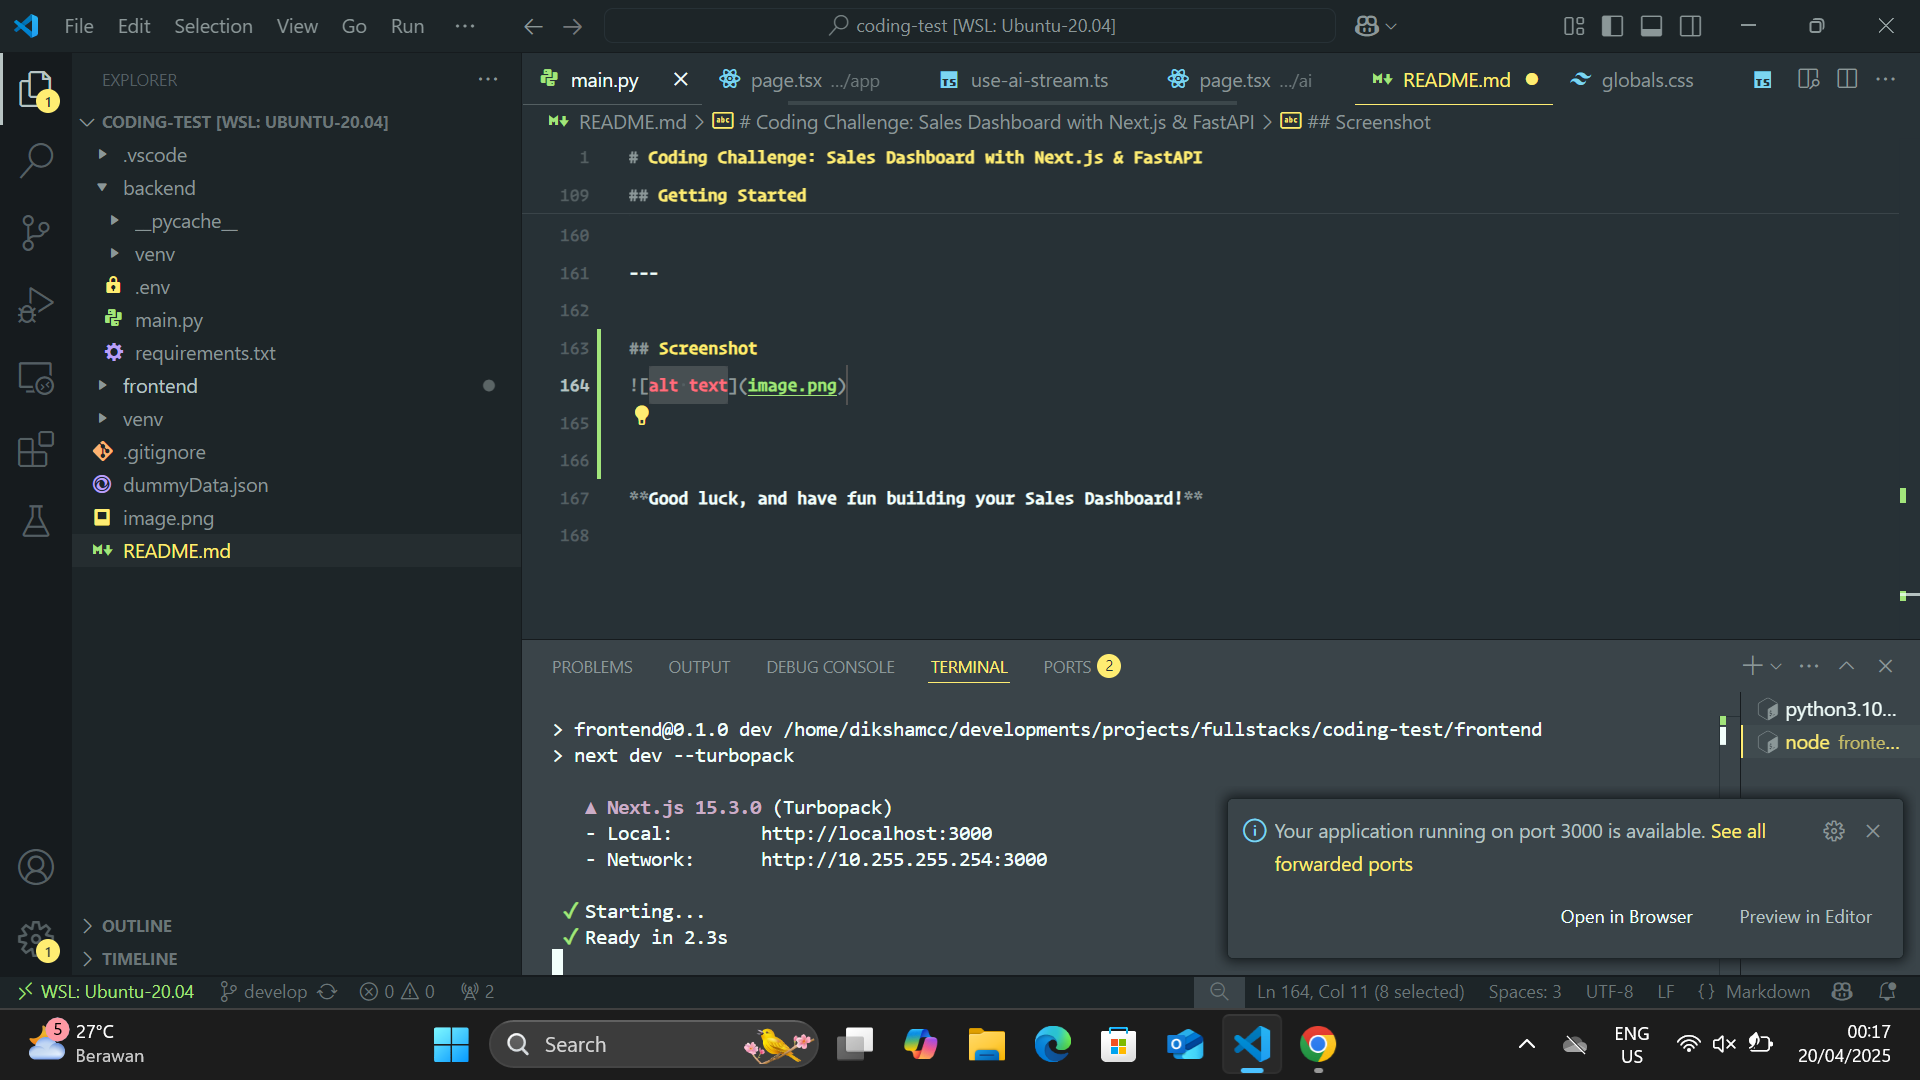 File Edit Selection View Go Run ··· coding-test [WSL: Ubuntu-20.04]
EXPLORER ···
1
CODING-TEST [WSL: UBUNTU-20.04]
.vscode
backend
__pycache__
venv
.env
main.py
requirements.txt
frontend
venv
.gitignore
dummyData.json
image.png
README.md
OUTLINE
TIMELINE
1
main.py page.tsx .../app use-ai-stream.ts page.tsx .../ai README.md globals.css
README.md > # Coding Challenge: Sales Dashboard with Next.js & FastAPI > ## Screenshot
1 # Coding Challenge: Sales Dashboard with Next.js & FastAPI
109 ## Getting Started
160
161 ---
162
163 ## Screenshot
164 ![alt text](image.png)
165
166
167 **Good luck, and have fun building your Sales Dashboard!**
168
PROBLEMS OUTPUT DEBUG CONSOLE TERMINAL PORTS 2
> frontend@0.1.0 dev /home/dikshamcc/developments/projects/fullstacks/coding-test/frontend
> next dev --turbopack
▲ Next.js 15.3.0 (Turbopack)
- Local: http://localhost:3000
- Network: http://10.255.255.254:3000
✓ Starting...
✓ Ready in 2.3s
python3.10...
node fronte...
Your application running on port 3000 is available. See all
forwarded ports
Open in Browser Preview in Editor
WSL: Ubuntu-20.04 develop 0 0 2 Ln 164, Col 11 (8 selected) Spaces: 3 UTF-8 LF {} Markdown
5 27°C
Berawan
Search
ENG
US
00:17
20/04/2025